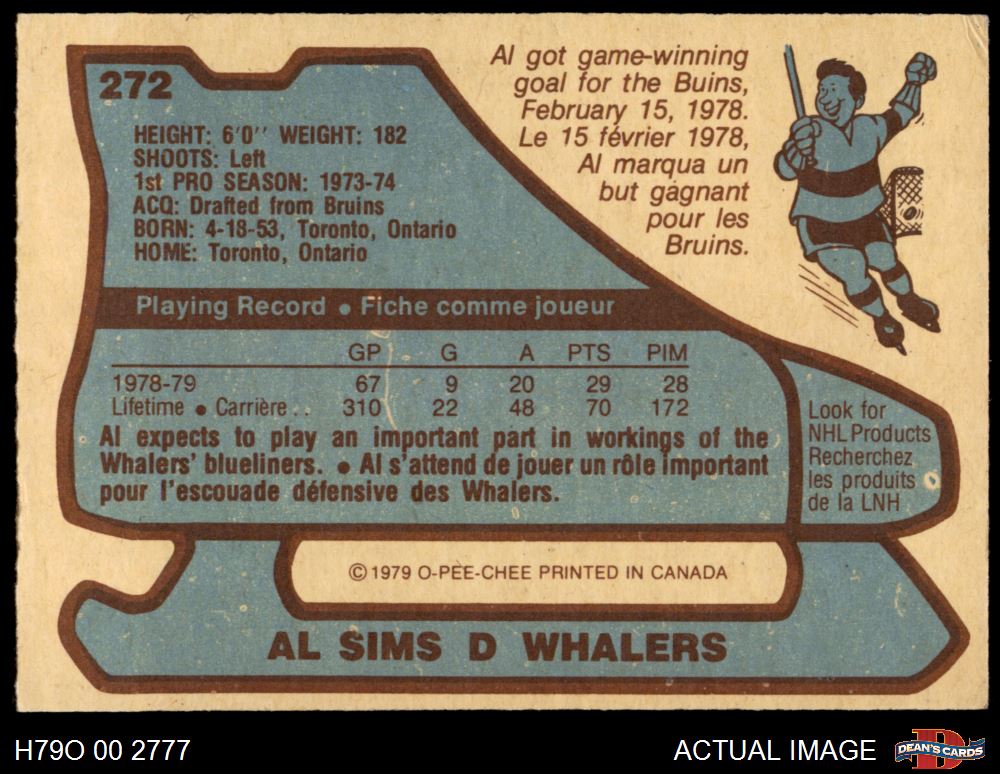 272
HEIGHT: 6'0'' WEIGHT: 182
SHOOTS: Left
1st PRO SEASON: 1973-74
ACQ: Drafted from Bruins
BORN: 4-18-53, Toronto, Ontario
HOME: Toronto, Ontario
Al got game-winning
goal for the Buins,
February 15, 1978.
Le 15 février 1978,
Al marqua un
but gagnant
pour les
Bruins.
Playing Record • Fiche comme joueur
GP G A PTS PIM
1978-79 67 9 20 29 28
Lifetime • Carrière .. 310 22 48 70 172
Al expects to play an important part in workings of the
Whalers' blueliners. • Al s'attend de jouer un rôle important
pour l'escouade défensive des Whalers.
Look for
NHL Products
Recherchez
les produits
de la LNH
© 1979 O-PEE-CHEE PRINTED IN CANADA
AL SIMS D WHALERS
H79O 00 2777
ACTUAL IMAGE
DEAN'S CARDS